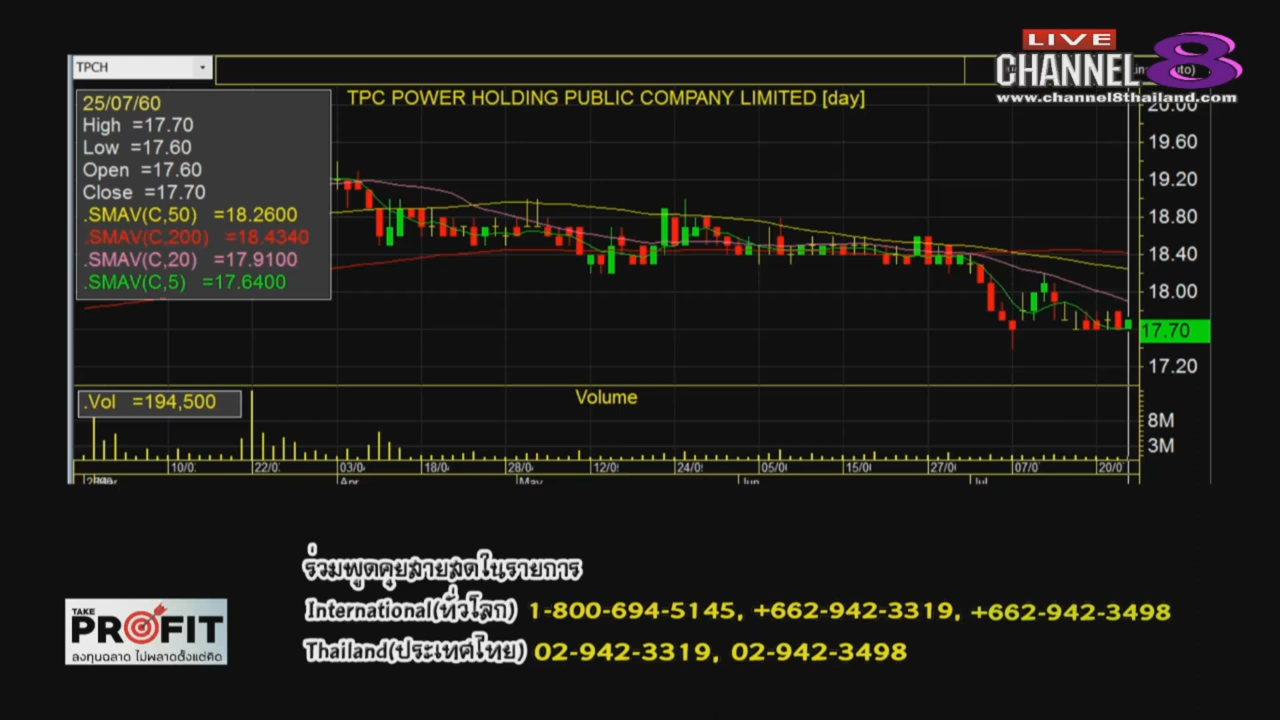 LIVE
CHANNEL 8
www.channel8thailand.com
TPCH
TPC POWER HOLDING PUBLIC COMPANY LIMITED [day]
25/07/60
High =17.70
Low =17.60
Open =17.60
Close =17.70
.SMAV(C,50) =18.2600
.SMAV(C,200) =18.4340
.SMAV(C,20) =17.9100
.SMAV(C,5) =17.6400
20.00
19.60
19.20
18.80
18.40
18.00
17.70
17.20
.Vol =194,500
Volume
8M
3M
10/0 22/0 03/0 18/0 28/0 12/0 24/0 05/0 15/0 27/0 07/0 20/0
Apr May Jun Jul
ร่วมพูดคุยสายสดในรายการ
International(ทั่วโลก) 1-800-694-5145, +662-942-3319, +662-942-3498
Thailand(ประเทศไทย) 02-942-3319, 02-942-3498
TAKE
PROFIT
ลงทุนฉลาด ไม่พลาดตั้งแต่คิด